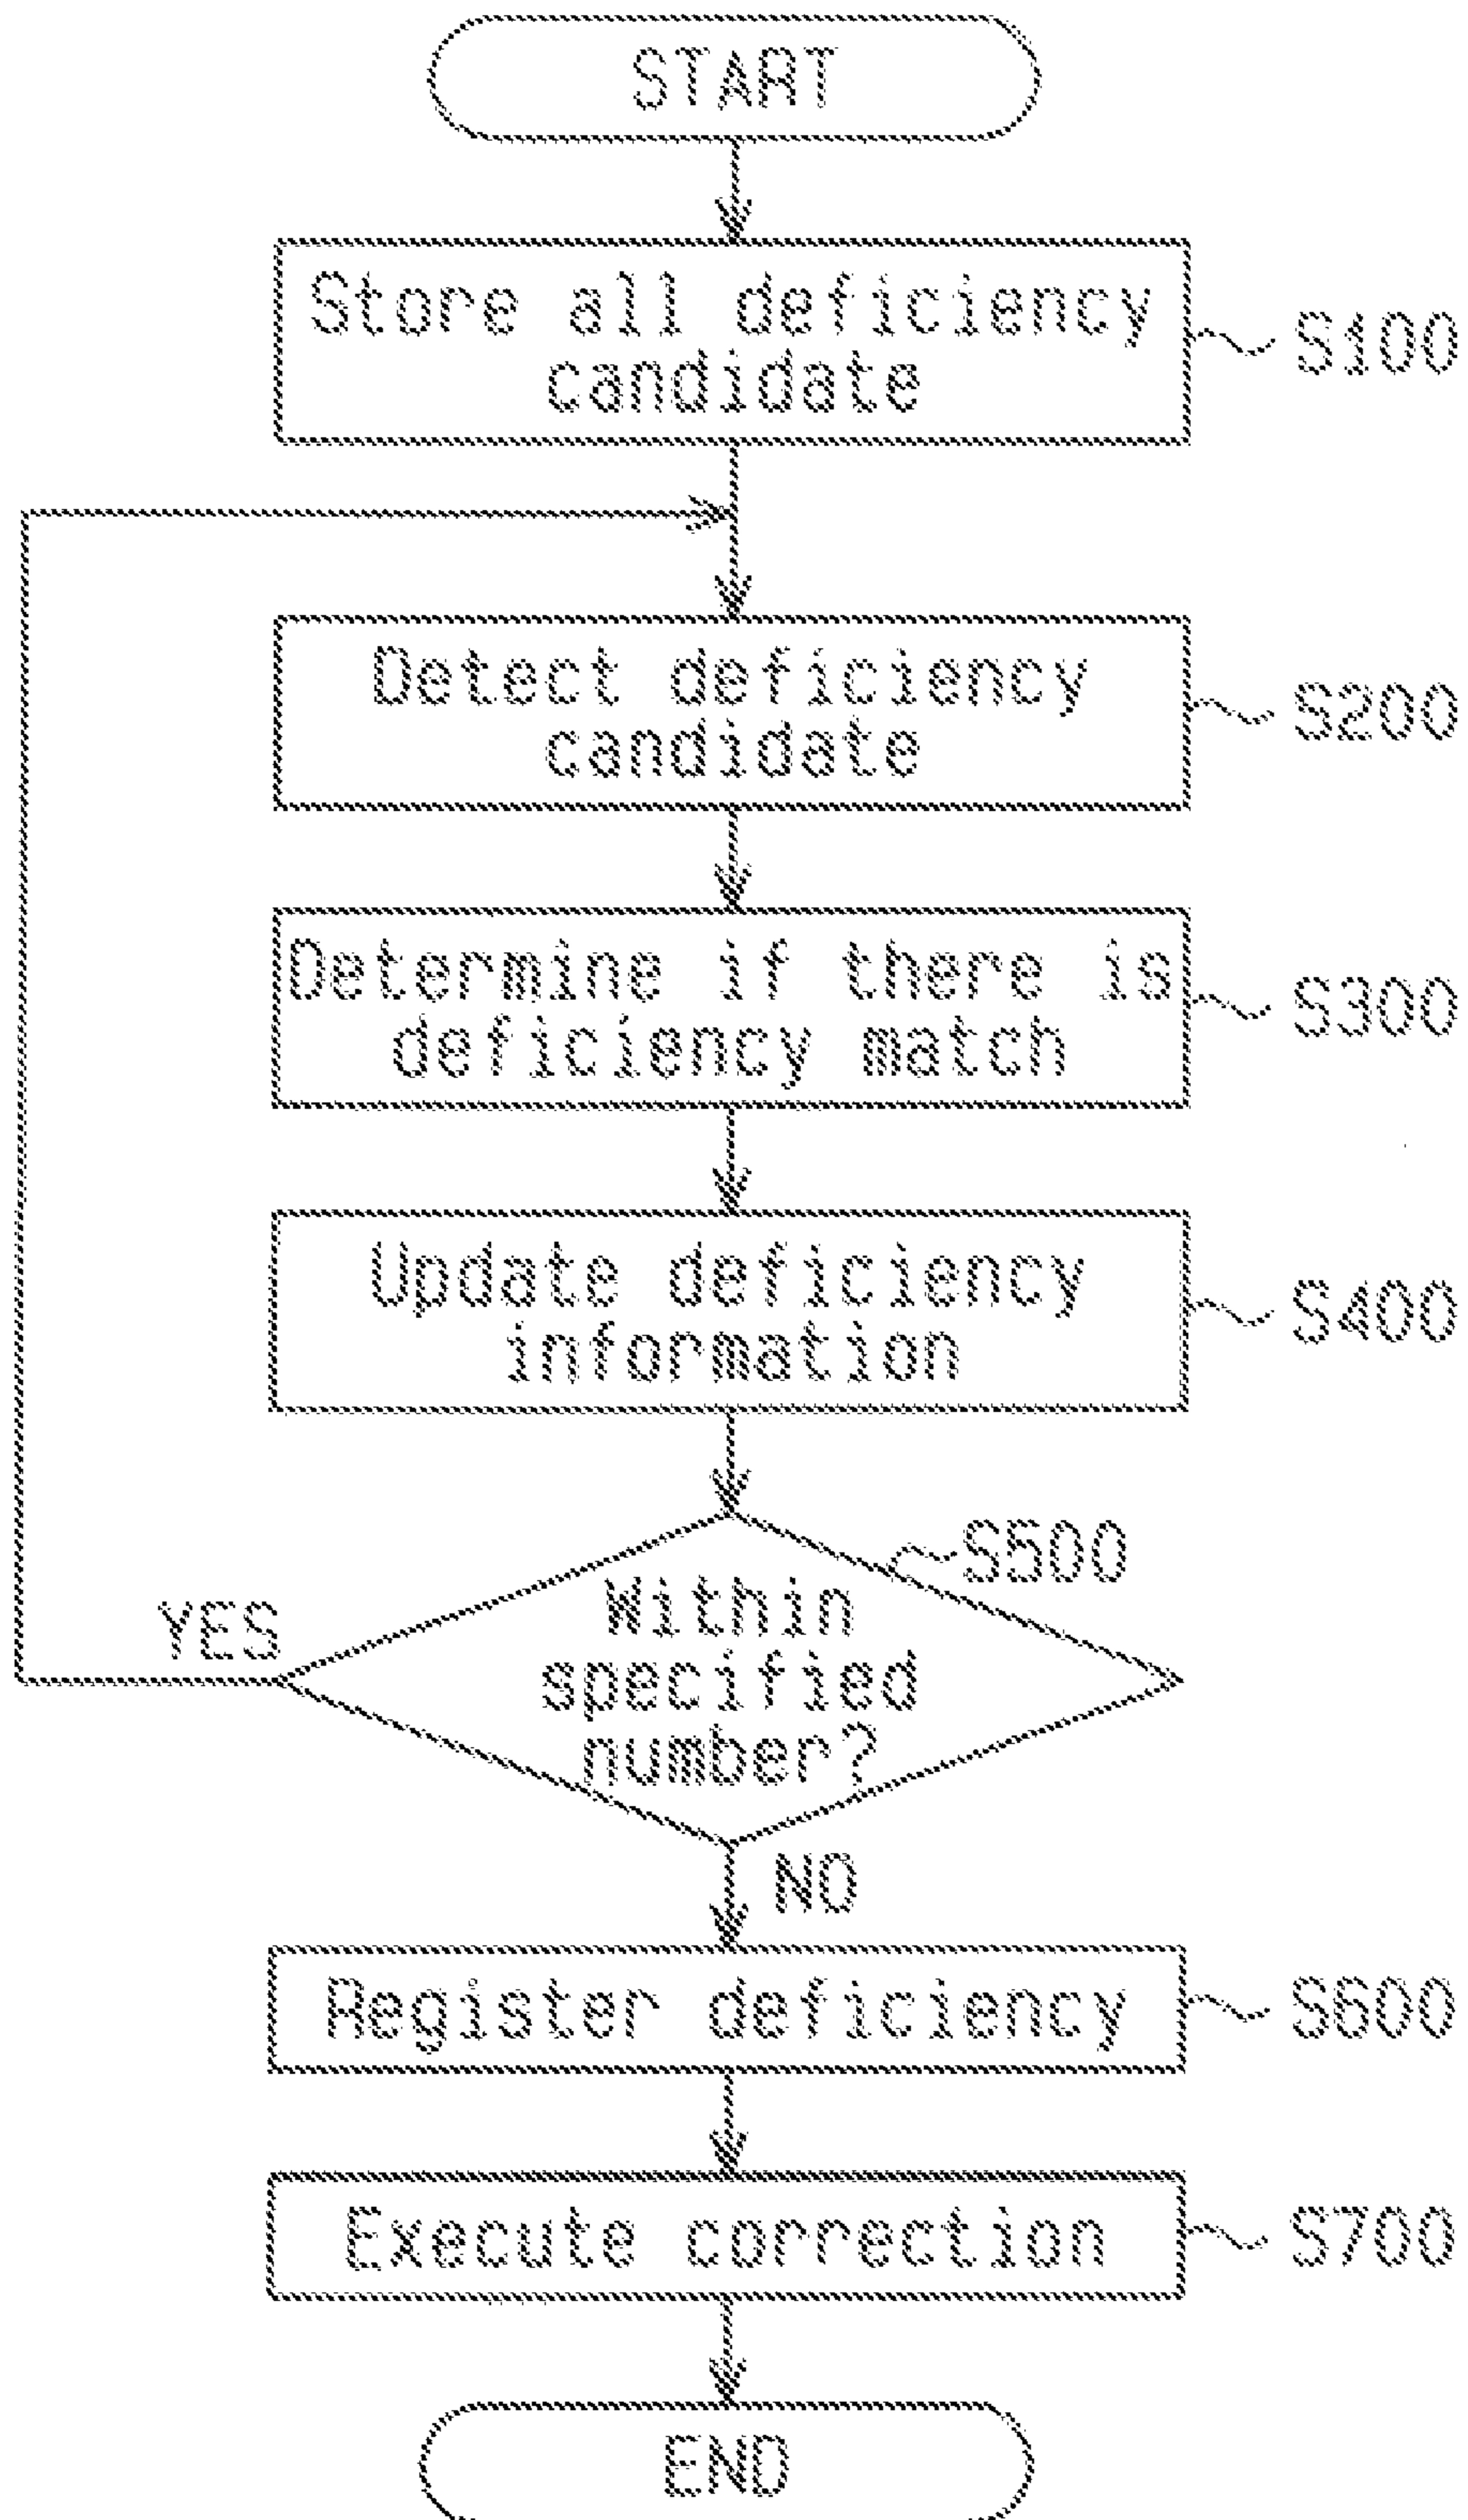 START
Store all deficiency
candidate
S100
Detect deficiency
candidate
S200
Determine if there is
deficiency match
S300
Update deficiency
information
S400
S500
Within
specified
number?
YES
NO
Register deficiency
S600
Execute correction
S700
END